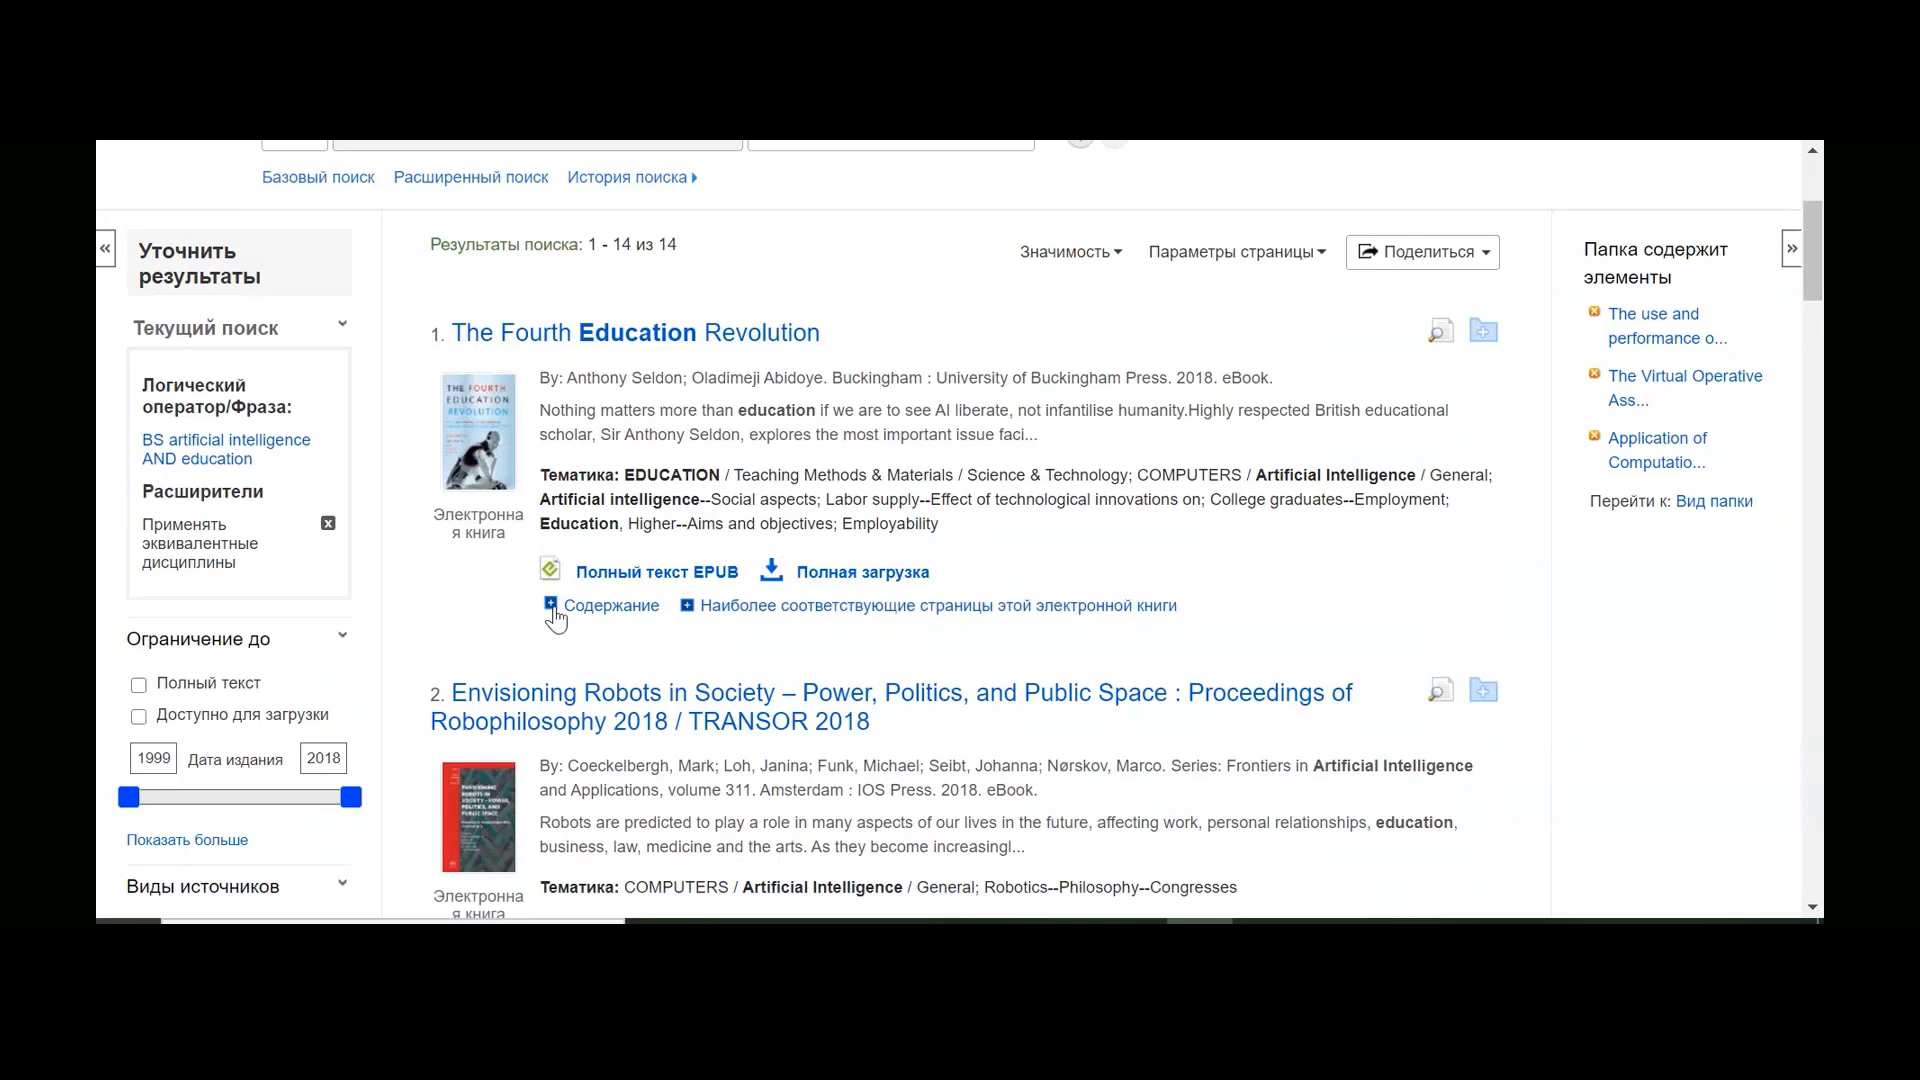 Базовый поиск Расширенный поиск История поиска
«
Уточнить
результаты
Текущий поиск
Логический
оператор/Фраза:
BS artificial intelligence
AND education
Расширители
Применять
эквивалентные
дисциплины
Ограничение до
Полный текст
Доступно для загрузки
1999 Дата издания 2018
Показать больше
Виды источников
Результаты поиска: 1 - 14 из 14
Значимость Параметры страницы Поделиться
1. The Fourth Education Revolution
THE FOURTH
EDUCATION
REVOLUTION
Электронна
я книга
By: Anthony Seldon; Oladimeji Abidoye. Buckingham : University of Buckingham Press. 2018. eBook.
Nothing matters more than education if we are to see AI liberate, not infantilise humanity.Highly respected British educational
scholar, Sir Anthony Seldon, explores the most important issue faci...
Тематика: EDUCATION / Teaching Methods & Materials / Science & Technology; COMPUTERS / Artificial Intelligence / General;
Artificial intelligence--Social aspects; Labor supply--Effect of technological innovations on; College graduates--Employment;
Education, Higher--Aims and objectives; Employability
Полный текст EPUB Полная загрузка
Содержание Наиболее соответствующие страницы этой электронной книги
2. Envisioning Robots in Society – Power, Politics, and Public Space : Proceedings of
Robophilosophy 2018 / TRANSOR 2018
ENVISIONING
ROBOTS IN
SOCIETY – POWER,
POLITICS, AND
PUBLIC SPACE
Электронна
я книга
By: Coeckelbergh, Mark; Loh, Janina; Funk, Michael; Seibt, Johanna; Nørskov, Marco. Series: Frontiers in Artificial Intelligence
and Applications, volume 311. Amsterdam : IOS Press. 2018. eBook.
Robots are predicted to play a role in many aspects of our lives in the future, affecting work, personal relationships, education,
business, law, medicine and the arts. As they become increasingl...
Тематика: COMPUTERS / Artificial Intelligence / General; Robotics--Philosophy--Congresses
»
Папка содержит
элементы
The use and
performance o...
The Virtual Operative
Ass...
Application of
Computatio...
Перейти к: Вид папки